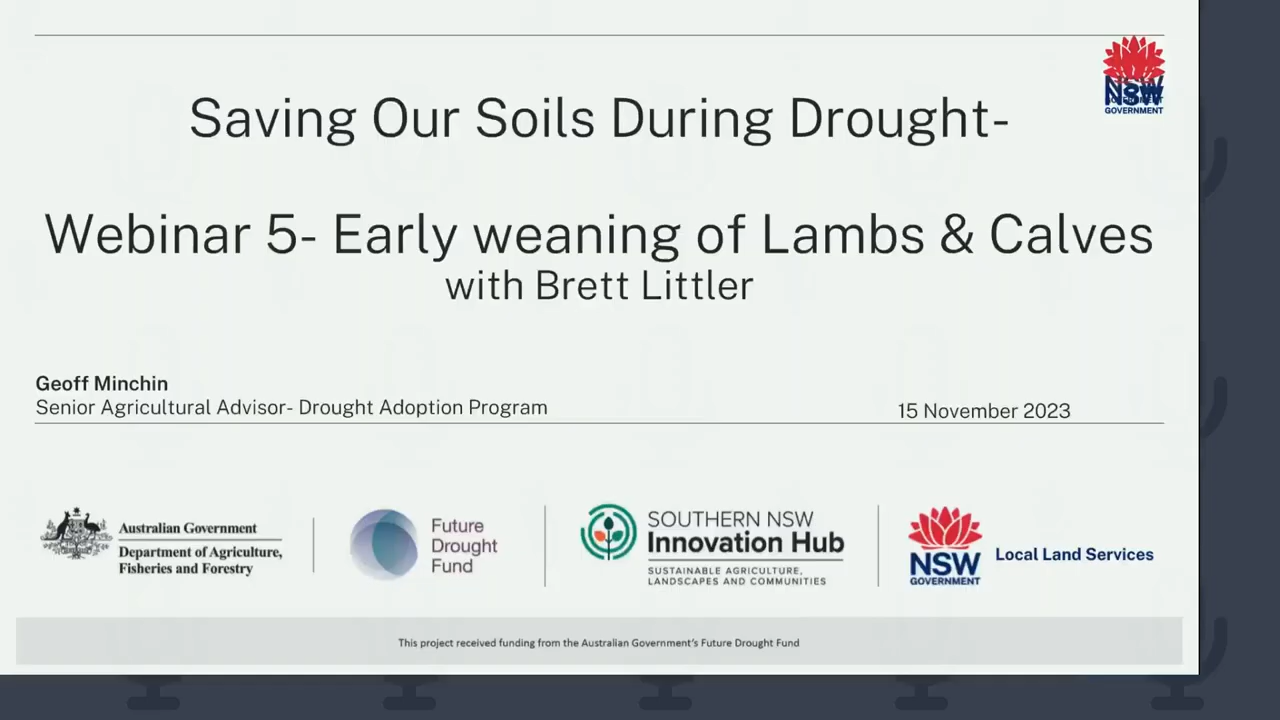 NSW
GOVERNMENT
Saving Our Soils During Drought-
Webinar 5- Early weaning of Lambs & Calves
with Brett Littler
Geoff Minchin
Senior Agricultural Advisor- Drought Adoption Program
15 November 2023
Australian Government
Department of Agriculture,
Fisheries and Forestry
Future
Drought
Fund
SOUTHERN NSW
Innovation Hub
SUSTAINABLE AGRICULTURE,
LANDSCAPES AND COMMUNITIES
NSW
GOVERNMENT
Local Land Services
This project received funding from the Australian Government's Future Drought Fund